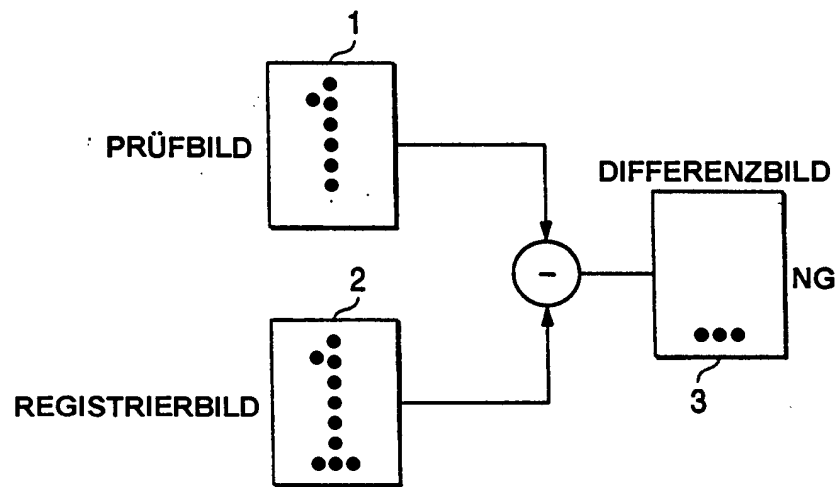 1
PRÜFBILD
DIFFERENZBILD
-
NG
2
REGISTRIERBILD
3